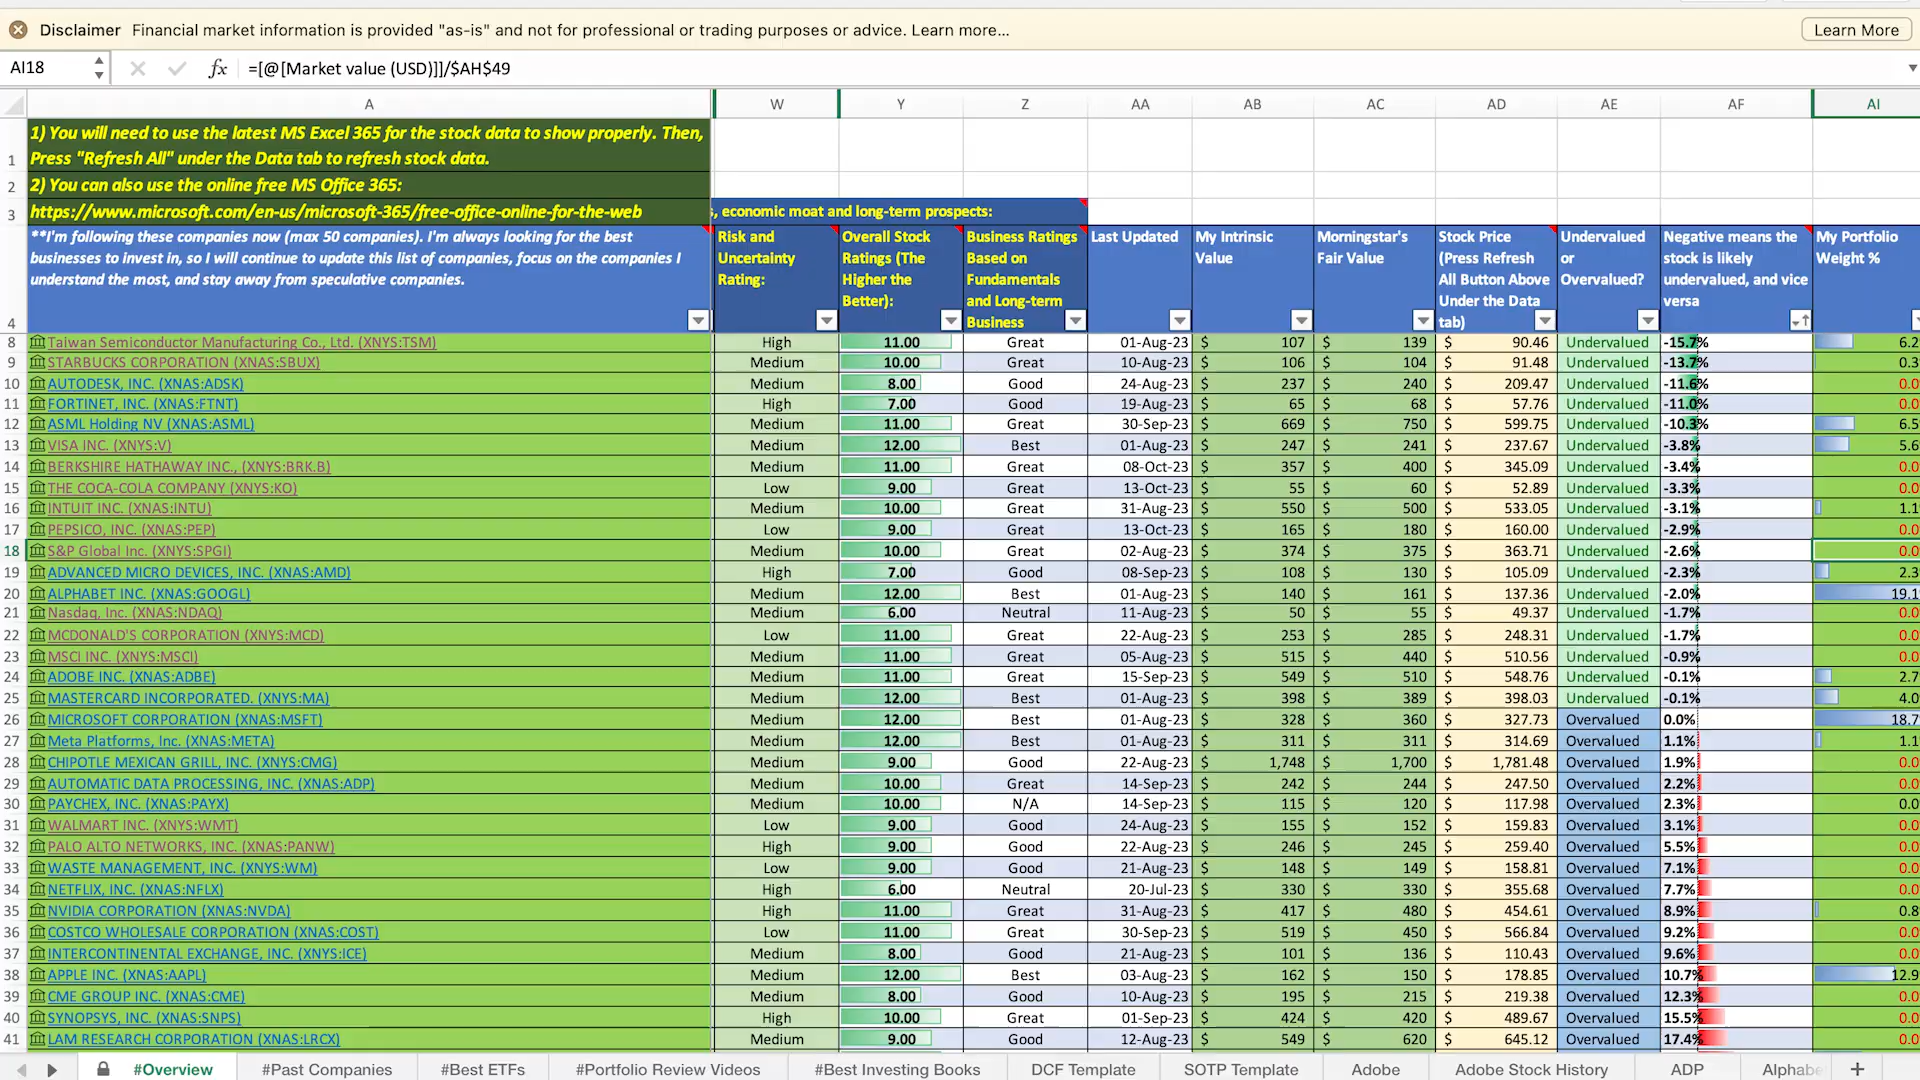 Disclaimer Financial market information is provided "as-is" and not for professional or trading purposes or advice. Learn more... Learn More
AI18 fx =[@[Market value (USD)]]/$AH$49
A W Y Z AA AB AC AD AE AF AI
1 1) You will need to use the latest MS Excel 365 for the stock data to show properly. Then,
Press "Refresh All" under the Data tab to refresh stock data.
2 2) You can also use the online free MS Office 365:
3 https://www.microsoft.com/en-us/microsoft-365/free-office-online-for-the-web , economic moat and long-term prospects:
4 **I'm following these companies now (max 50 companies). I'm always looking for the best
businesses to invest in, so I will continue to update this list of companies, focus on the companies I
understand the most, and stay away from speculative companies.
Risk and
Uncertainty
Rating:
Overall Stock
Ratings (The
Higher the
Better):
Business Ratings
Based on
Fundamentals
and Long-term
Business
Last Updated
My Intrinsic
Value
Morningstar's
Fair Value
Stock Price
(Press Refresh
All Button Above
Under the Data
tab)
Undervalued
or
Overvalued?
Negative means the
stock is likely
undervalued, and vice
versa
My Portfolio
Weight %
8 Taiwan Semiconductor Manufacturing Co., Ltd. (XNYS:TSM) High 11.00 Great 01-Aug-23 $ 107 $ 139 $ 90.46 Undervalued -15.7% 6.2
9 STARBUCKS CORPORATION (XNAS:SBUX) Medium 10.00 Great 10-Aug-23 $ 106 $ 104 $ 91.48 Undervalued -13.7% 0.3
10 AUTODESK, INC. (XNAS:ADSK) Medium 8.00 Good 24-Aug-23 $ 237 $ 240 $ 209.47 Undervalued -11.6% 0.0
11 FORTINET, INC. (XNAS:FTNT) High 7.00 Good 19-Aug-23 $ 65 $ 68 $ 57.76 Undervalued -11.0% 0.0
12 ASML Holding NV (XNAS:ASML) Medium 11.00 Great 30-Sep-23 $ 669 $ 750 $ 599.75 Undervalued -10.3% 6.5
13 VISA INC. (XNYS:V) Medium 12.00 Best 01-Aug-23 $ 247 $ 241 $ 237.67 Undervalued -3.8% 5.6
14 BERKSHIRE HATHAWAY INC., (XNYS:BRK.B) Medium 11.00 Great 08-Oct-23 $ 357 $ 400 $ 345.09 Undervalued -3.4% 0.0
15 THE COCA-COLA COMPANY (XNYS:KO) Low 9.00 Great 13-Oct-23 $ 55 $ 60 $ 52.89 Undervalued -3.3% 0.0
16 INTUIT INC. (XNAS:INTU) Medium 10.00 Great 31-Aug-23 $ 550 $ 500 $ 533.05 Undervalued -3.1% 1.1
17 PEPSICO, INC. (XNAS:PEP) Low 9.00 Great 13-Oct-23 $ 165 $ 180 $ 160.00 Undervalued -2.9% 0.0
18 S&P Global Inc. (XNYS:SPGI) Medium 10.00 Great 02-Aug-23 $ 374 $ 375 $ 363.71 Undervalued -2.6% 0.0
19 ADVANCED MICRO DEVICES, INC. (XNAS:AMD) High 7.00 Good 08-Sep-23 $ 108 $ 130 $ 105.09 Undervalued -2.3% 2.3
20 ALPHABET INC. (XNAS:GOOGL) Medium 12.00 Best 01-Aug-23 $ 140 $ 161 $ 137.36 Undervalued -2.0% 19.1
21 Nasdaq, Inc. (XNAS:NDAQ) Medium 6.00 Neutral 11-Aug-23 $ 50 $ 55 $ 49.37 Undervalued -1.7% 0.0
22 MCDONALD'S CORPORATION (XNYS:MCD) Low 11.00 Great 22-Aug-23 $ 253 $ 285 $ 248.31 Undervalued -1.7% 0.0
23 MSCI INC. (XNYS:MSCI) Medium 11.00 Great 05-Aug-23 $ 515 $ 440 $ 510.56 Undervalued -0.9% 0.0
24 ADOBE INC. (XNAS:ADBE) Medium 11.00 Great 15-Sep-23 $ 549 $ 510 $ 548.76 Undervalued -0.1% 2.7
25 MASTERCARD INCORPORATED. (XNYS:MA) Medium 12.00 Best 01-Aug-23 $ 398 $ 389 $ 398.03 Undervalued -0.1% 4.0
26 MICROSOFT CORPORATION (XNAS:MSFT) Medium 12.00 Best 01-Aug-23 $ 328 $ 360 $ 327.73 Overvalued 0.0% 18.7
27 Meta Platforms, Inc. (XNAS:META) Medium 12.00 Best 01-Aug-23 $ 311 $ 311 $ 314.69 Overvalued 1.1% 1.1
28 CHIPOTLE MEXICAN GRILL, INC. (XNYS:CMG) Medium 9.00 Good 22-Aug-23 $ 1,748 $ 1,700 $ 1,781.48 Overvalued 1.9% 0.0
29 AUTOMATIC DATA PROCESSING, INC. (XNAS:ADP) Medium 10.00 Great 14-Sep-23 $ 242 $ 244 $ 247.50 Overvalued 2.2% 0.0
30 PAYCHEX, INC. (XNAS:PAYX) Medium 10.00 N/A 14-Sep-23 $ 115 $ 120 $ 117.98 Overvalued 2.3% 0.0
31 WALMART INC. (XNYS:WMT) Low 9.00 Good 24-Aug-23 $ 155 $ 152 $ 159.83 Overvalued 3.1% 0.0
32 PALO ALTO NETWORKS, INC. (XNAS:PANW) High 9.00 Good 22-Aug-23 $ 246 $ 245 $ 259.40 Overvalued 5.5% 0.0
33 WASTE MANAGEMENT, INC. (XNYS:WM) Low 9.00 Good 21-Aug-23 $ 148 $ 149 $ 158.81 Overvalued 7.1% 0.0
34 NETFLIX, INC. (XNAS:NFLX) High 6.00 Neutral 20-Jul-23 $ 330 $ 330 $ 355.68 Overvalued 7.7% 0.0
35 NVIDIA CORPORATION (XNAS:NVDA) High 11.00 Great 31-Aug-23 $ 417 $ 480 $ 454.61 Overvalued 8.9% 0.8
36 COSTCO WHOLESALE CORPORATION (XNAS:COST) Low 11.00 Great 30-Sep-23 $ 519 $ 450 $ 566.84 Overvalued 9.2% 0.0
37 INTERCONTINENTAL EXCHANGE, INC. (XNYS:ICE) Medium 8.00 Good 21-Aug-23 $ 101 $ 136 $ 110.43 Overvalued 9.6% 0.0
38 APPLE INC. (XNAS:AAPL) Medium 12.00 Best 03-Aug-23 $ 162 $ 150 $ 178.85 Overvalued 10.7% 12.9
39 CME GROUP INC. (XNAS:CME) Medium 8.00 Good 10-Aug-23 $ 195 $ 215 $ 219.38 Overvalued 12.3% 0.0
40 SYNOPSYS, INC. (XNAS:SNPS) High 10.00 Great 01-Sep-23 $ 424 $ 420 $ 489.67 Overvalued 15.5% 0.0
41 LAM RESEARCH CORPORATION (XNAS:LRCX) Medium 9.00 Good 12-Aug-23 $ 549 $ 620 $ 645.12 Overvalued 17.4% 0.0
#Overview #Past Companies #Best ETFs #Portfolio Review Videos #Best Investing Books DCF Template SOTP Template Adobe Adobe Stock History ADP Alphabe